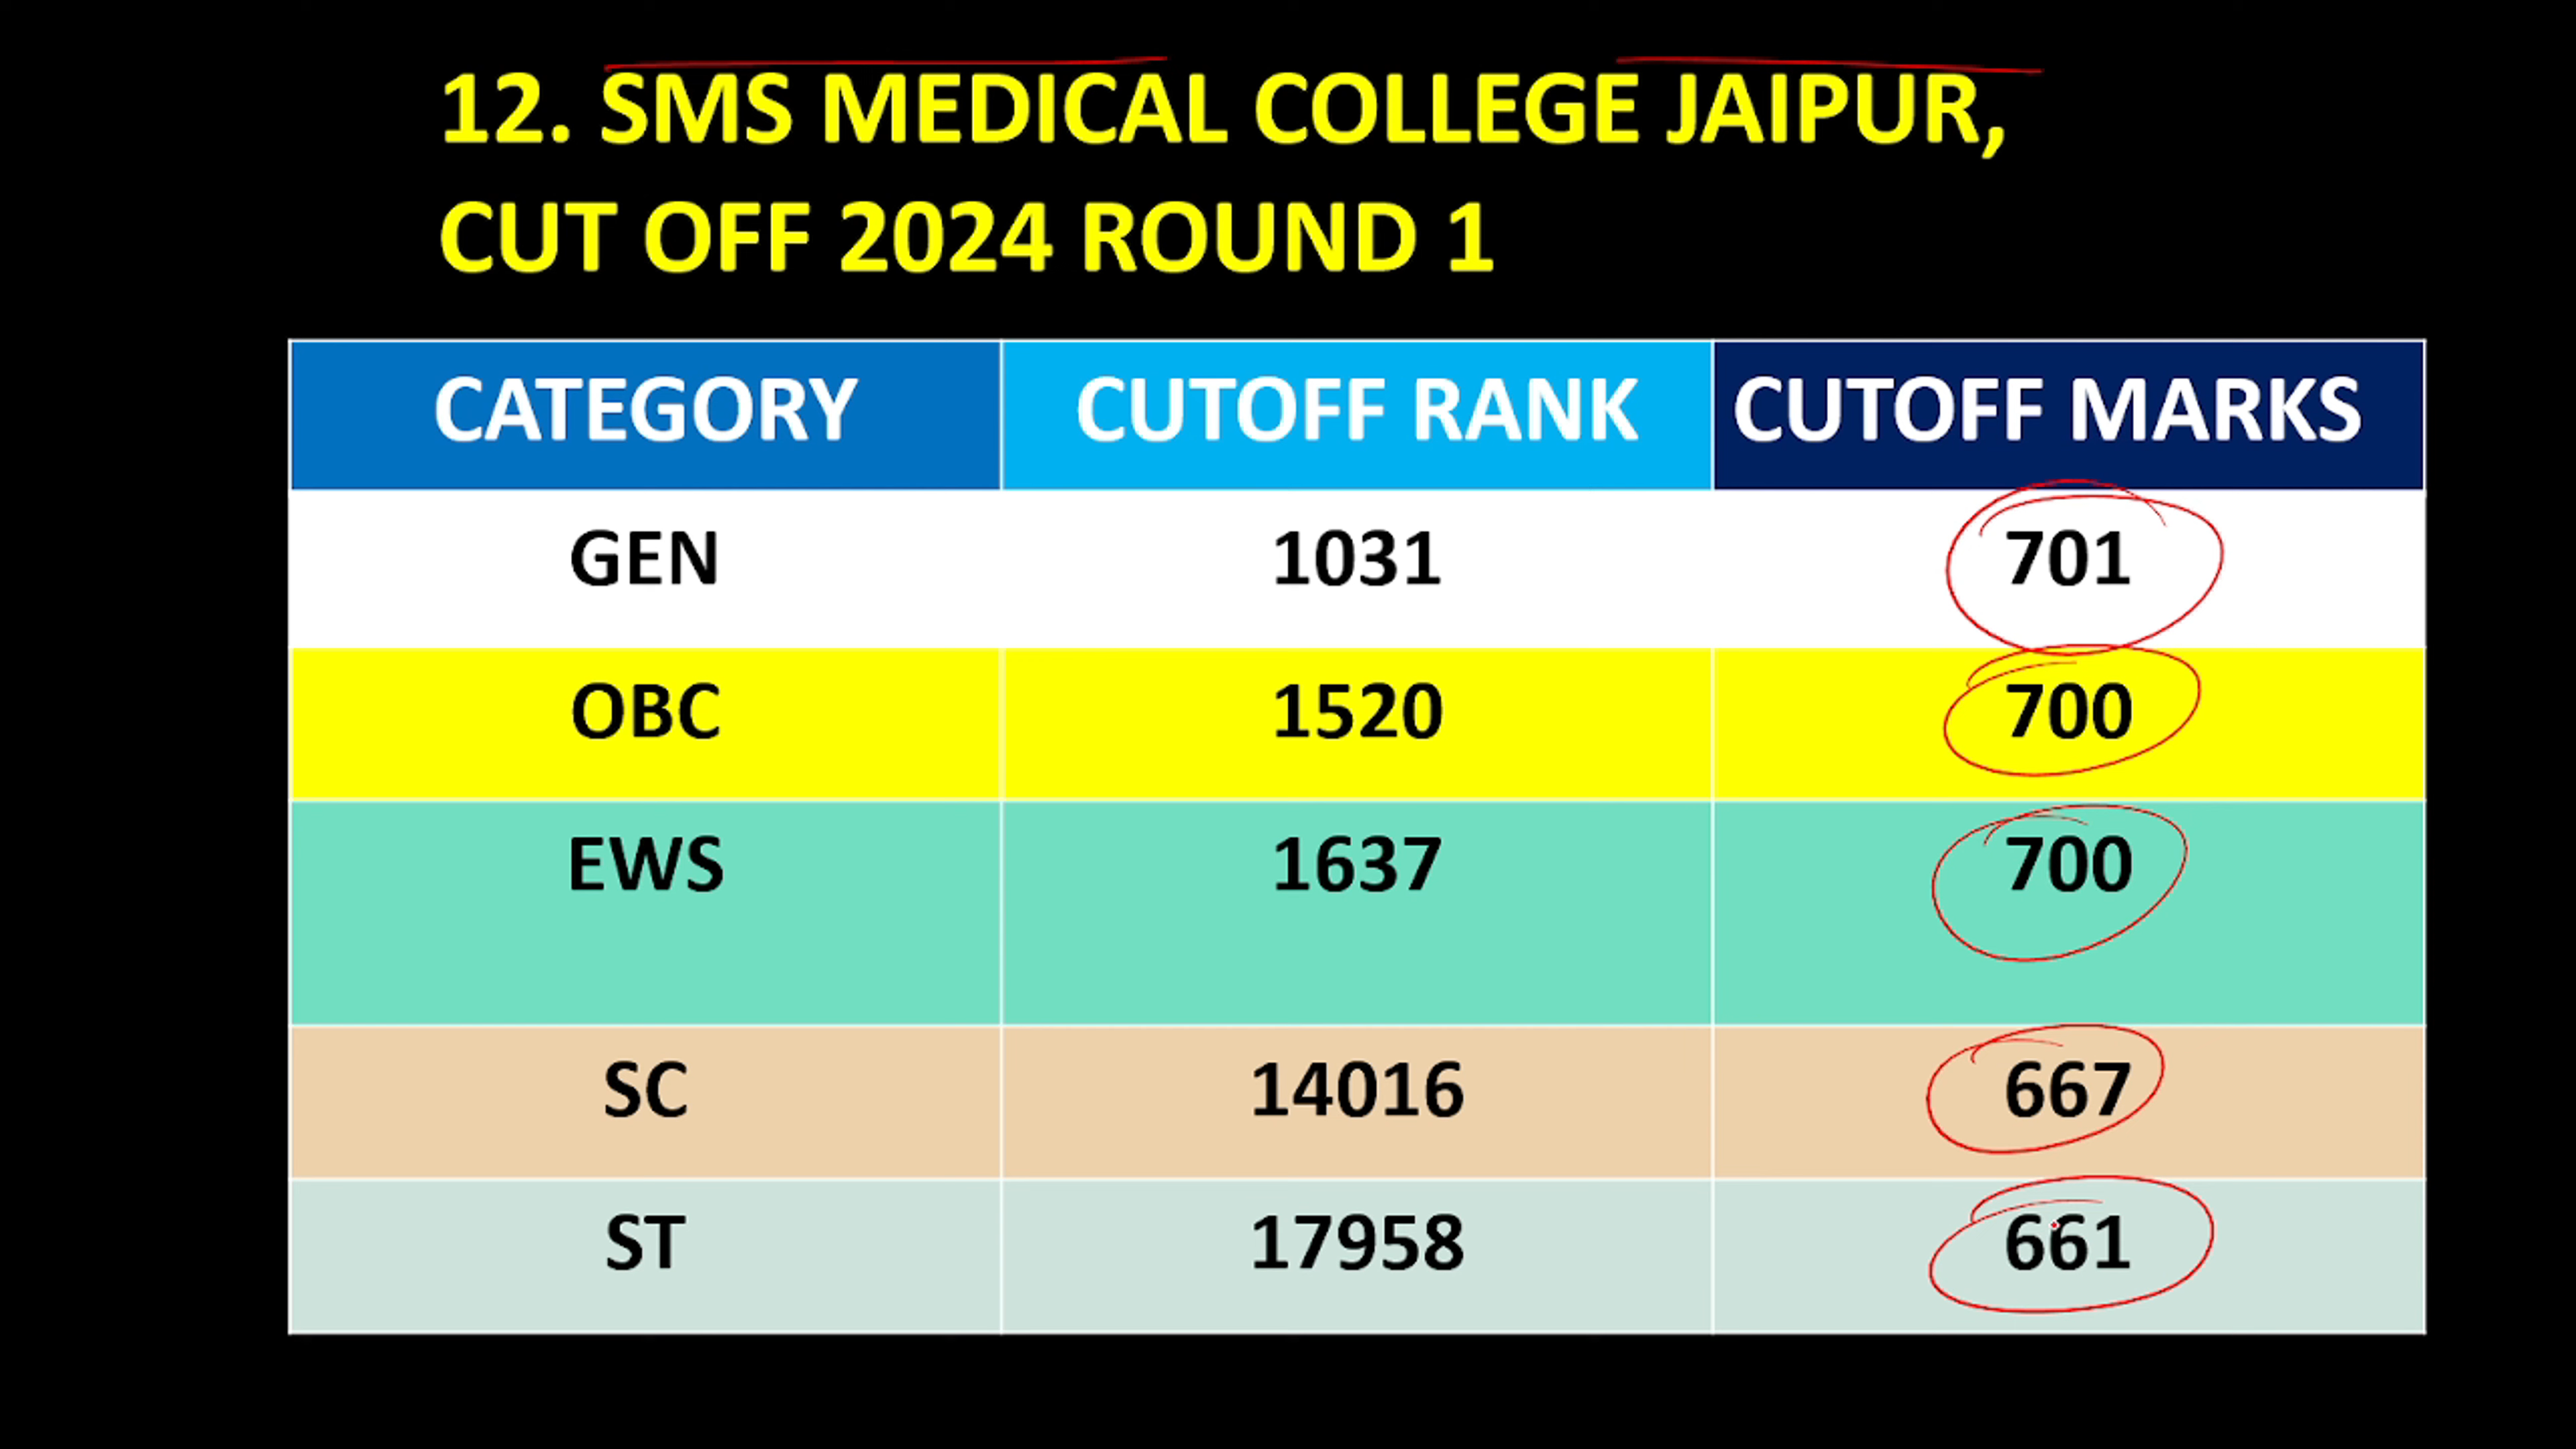 12. SMS MEDICAL COLLEGE JAIPUR,
CUT OFF 2024 ROUND 1
CATEGORY CUTOFF RANK CUTOFF MARKS
GEN 1031 701
OBC 1520 700
EWS 1637 700
SC 14016 667
ST 17958 661